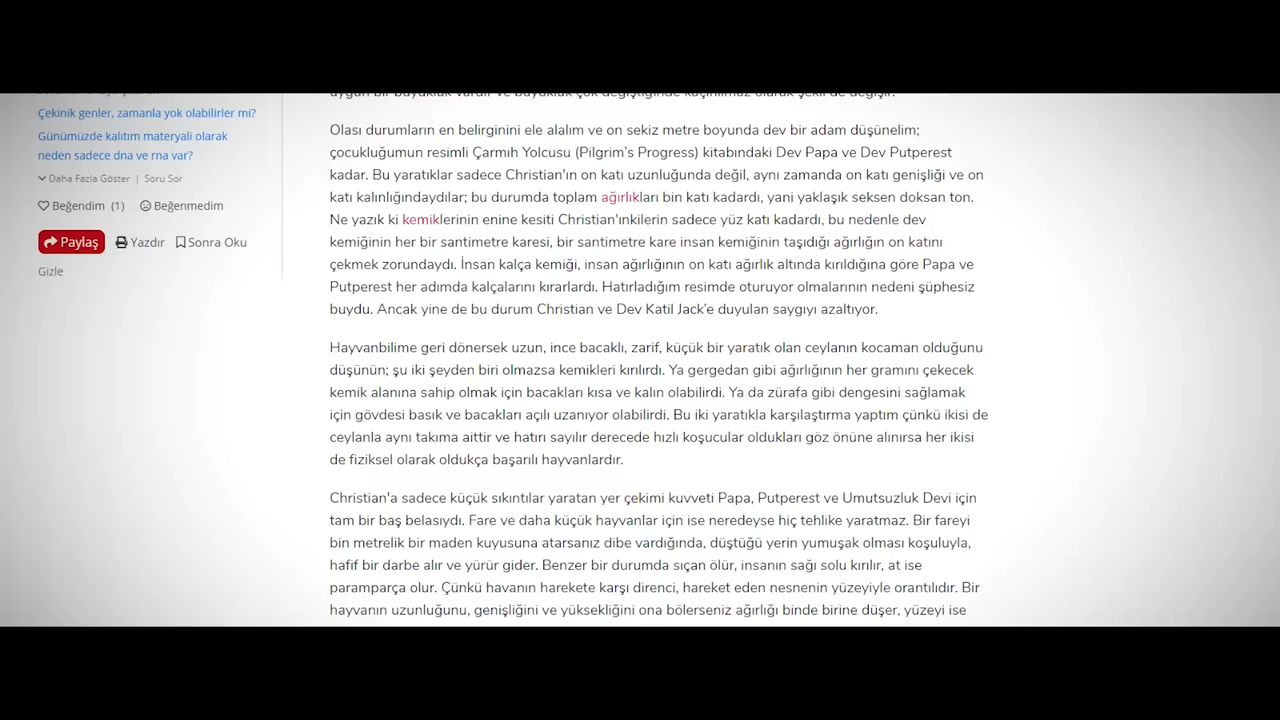 Çekinik genler, zamanla yok olabilirler mi?
Günümüzde kalıtım materyali olarak
neden sadece dna ve rna var?
Daha Fazla Göster | Soru Sor
Beğendim (1) Beğenmedim
Paylaş Yazdır Sonra Oku
Gizle
uygun bir büyüklük vardır ve büyüklük çok değiştiğinde kaçınılmaz olarak şekli de değişir.
Olası durumların en belirginini ele alalım ve on sekiz metre boyunda dev bir adam düşünelim;
çocukluğumun resimli Çarmıh Yolcusu (Pilgrim’s Progress) kitabındaki Dev Papa ve Dev Putperest
kadar. Bu yaratıklar sadece Christian'ın on katı uzunluğunda değil, aynı zamanda on katı genişliği ve on
katı kalınlığındaydılar; bu durumda toplam ağırlıkları bin katı kadardı, yani yaklaşık seksen doksan ton.
Ne yazık ki kemiklerinin enine kesiti Christian'ınkilerin sadece yüz katı kadardı, bu nedenle dev
kemiğinin her bir santimetre karesi, bir santimetre kare insan kemiğinin taşıdığı ağırlığın on katını
çekmek zorundaydı. İnsan kalça kemiği, insan ağırlığının on katı ağırlık altında kırıldığına göre Papa ve
Putperest her adımda kalçalarını kırarlardı. Hatırladığım resimde oturuyor olmalarının nedeni şüphesiz
buydu. Ancak yine de bu durum Christian ve Dev Katil Jack’e duyulan saygıyı azaltıyor.
Hayvanbilime geri dönersek uzun, ince bacaklı, zarif, küçük bir yaratık olan ceylanın kocaman olduğunu
düşünün; şu iki şeyden biri olmazsa kemikleri kırılırdı. Ya gergedan gibi ağırlığının her gramını çekecek
kemik alanına sahip olmak için bacakları kısa ve kalın olabilirdi. Ya da zürafa gibi dengesini sağlamak
için gövdesi basık ve bacakları açılı uzanıyor olabilirdi. Bu iki yaratıkla karşılaştırma yaptım çünkü ikisi de
ceylanla aynı takıma aittir ve hatırı sayılır derecede hızlı koşucular oldukları göz önüne alınırsa her ikisi
de fiziksel olarak oldukça başarılı hayvanlardır.
Christian'a sadece küçük sıkıntılar yaratan yer çekimi kuvveti Papa, Putperest ve Umutsuzluk Devi için
tam bir baş belasıydı. Fare ve daha küçük hayvanlar için ise neredeyse hiç tehlike yaratmaz. Bir fareyi
bin metrelik bir maden kuyusuna atarsanız dibe vardığında, düştüğü yerin yumuşak olması koşuluyla,
hafif bir darbe alır ve yürür gider. Benzer bir durumda sıçan ölür, insanın sağı solu kırılır, at ise
paramparça olur. Çünkü havanın harekete karşı direnci, hareket eden nesnenin yüzeyiyle orantılıdır. Bir
hayvanın uzunluğunu, genişliğini ve yüksekliğini ona bölerseniz ağırlığı binde birine düşer, yüzeyi ise